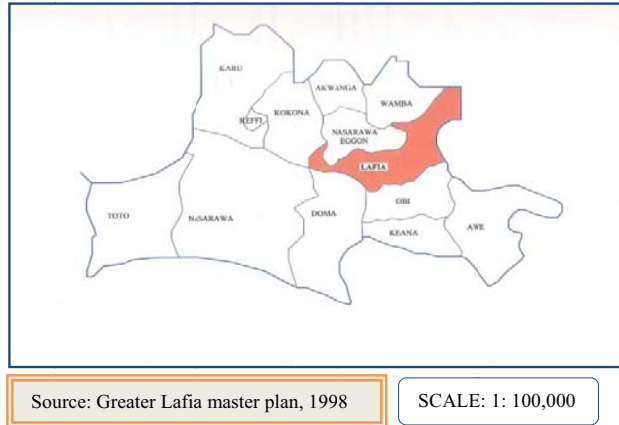 KARU
AKWANGA
WAMBA
KEFFI
KOKONA
NASARAWA
EGGON
LAFIA
TOTO
NASARAWA
DOMA
OBI
KEANA
AWE
Source: Greater Lafia master plan, 1998
SCALE: 1: 100,000